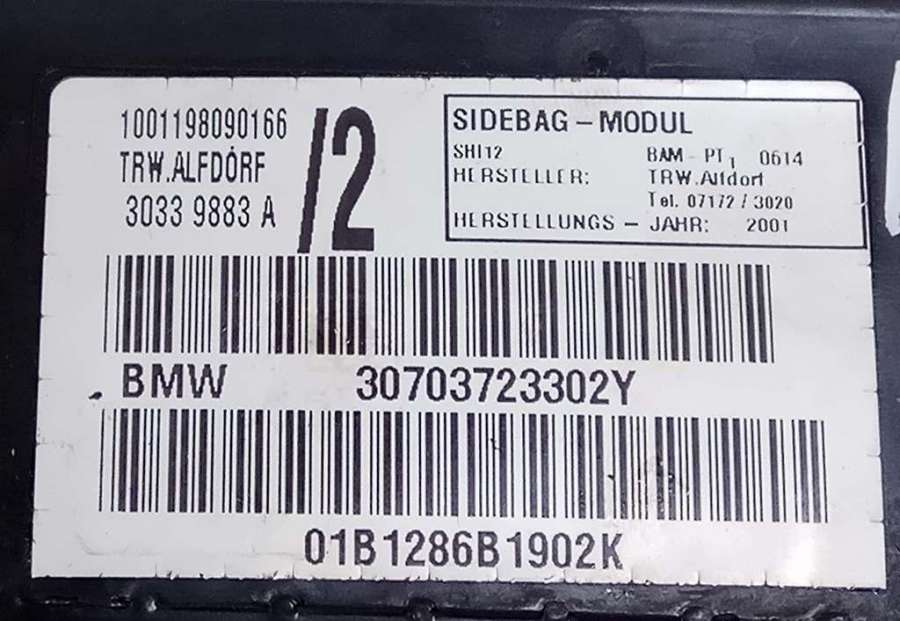 1001198090166
TRW.ALFDÓRF
3033 9883 A
/2
SIDEBAG – MODUL
SHI12 BAM - PT1 0614
HERSTELLER: TRW.Alfdorf
Tel. 07172 / 3020
HERSTELLUNGS – JAHR: 2001
BMW 30703723302Y
01B1286B1902K